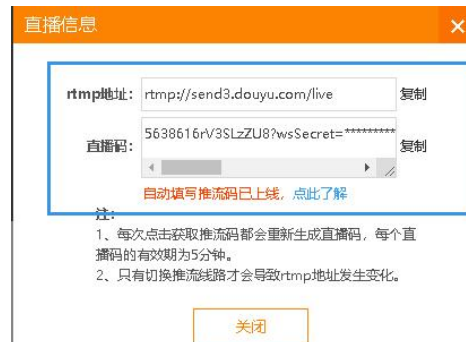 直播信息
rtmp地址: rtmp://send3.douyu.com/live 复制
直播码: 5638616rV3SLzZU8?wsSecret=********* 复制
自动填写推流码已上线，点此了解
注:
1、每次点击获取推流码都会重新生成直播码，每个直
播码的有效期为5分钟。
2、只有切换推流线路才会导致rtmp地址发生变化。
关闭